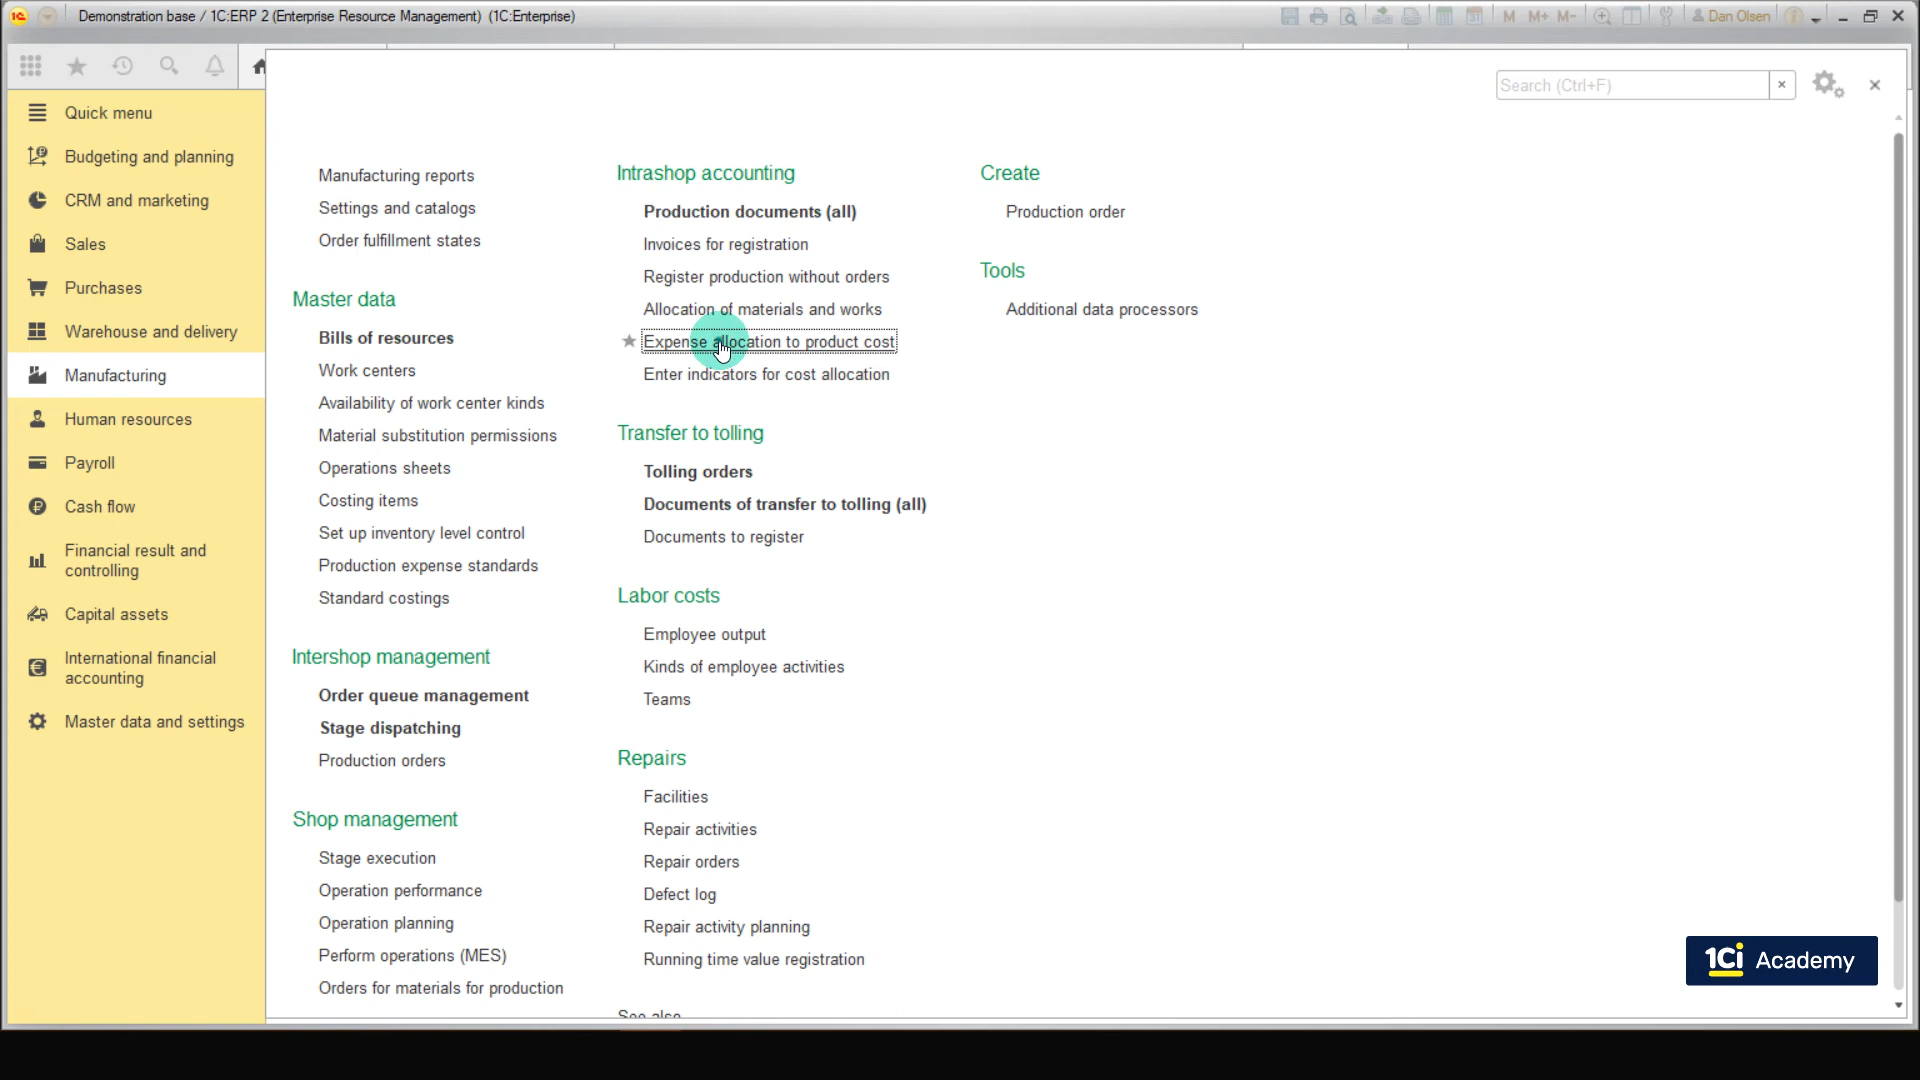 Demonstration base / 1C:ERP 2 (Enterprise Resource Management) (1C:Enterprise)
M M+ M-
Dan Olsen
Search (Ctrl+F)
Quick menu
Budgeting and planning
CRM and marketing
Sales
Purchases
Warehouse and delivery
Manufacturing
Human resources
Payroll
Cash flow
Financial result and
controlling
Capital assets
International financial
accounting
Master data and settings
Manufacturing reports
Settings and catalogs
Order fulfillment states
Master data
Bills of resources
Work centers
Availability of work center kinds
Material substitution permissions
Operations sheets
Costing items
Set up inventory level control
Production expense standards
Standard costings
Intershop management
Order queue management
Stage dispatching
Production orders
Shop management
Stage execution
Operation performance
Operation planning
Perform operations (MES)
Orders for materials for production
Intrashop accounting
Production documents (all)
Invoices for registration
Register production without orders
Allocation of materials and works
Expense allocation to product cost
Enter indicators for cost allocation
Transfer to tolling
Tolling orders
Documents of transfer to tolling (all)
Documents to register
Labor costs
Employee output
Kinds of employee activities
Teams
Repairs
Facilities
Repair activities
Repair orders
Defect log
Repair activity planning
Running time value registration
See also
Create
Production order
Tools
Additional data processors
1Ci Academy